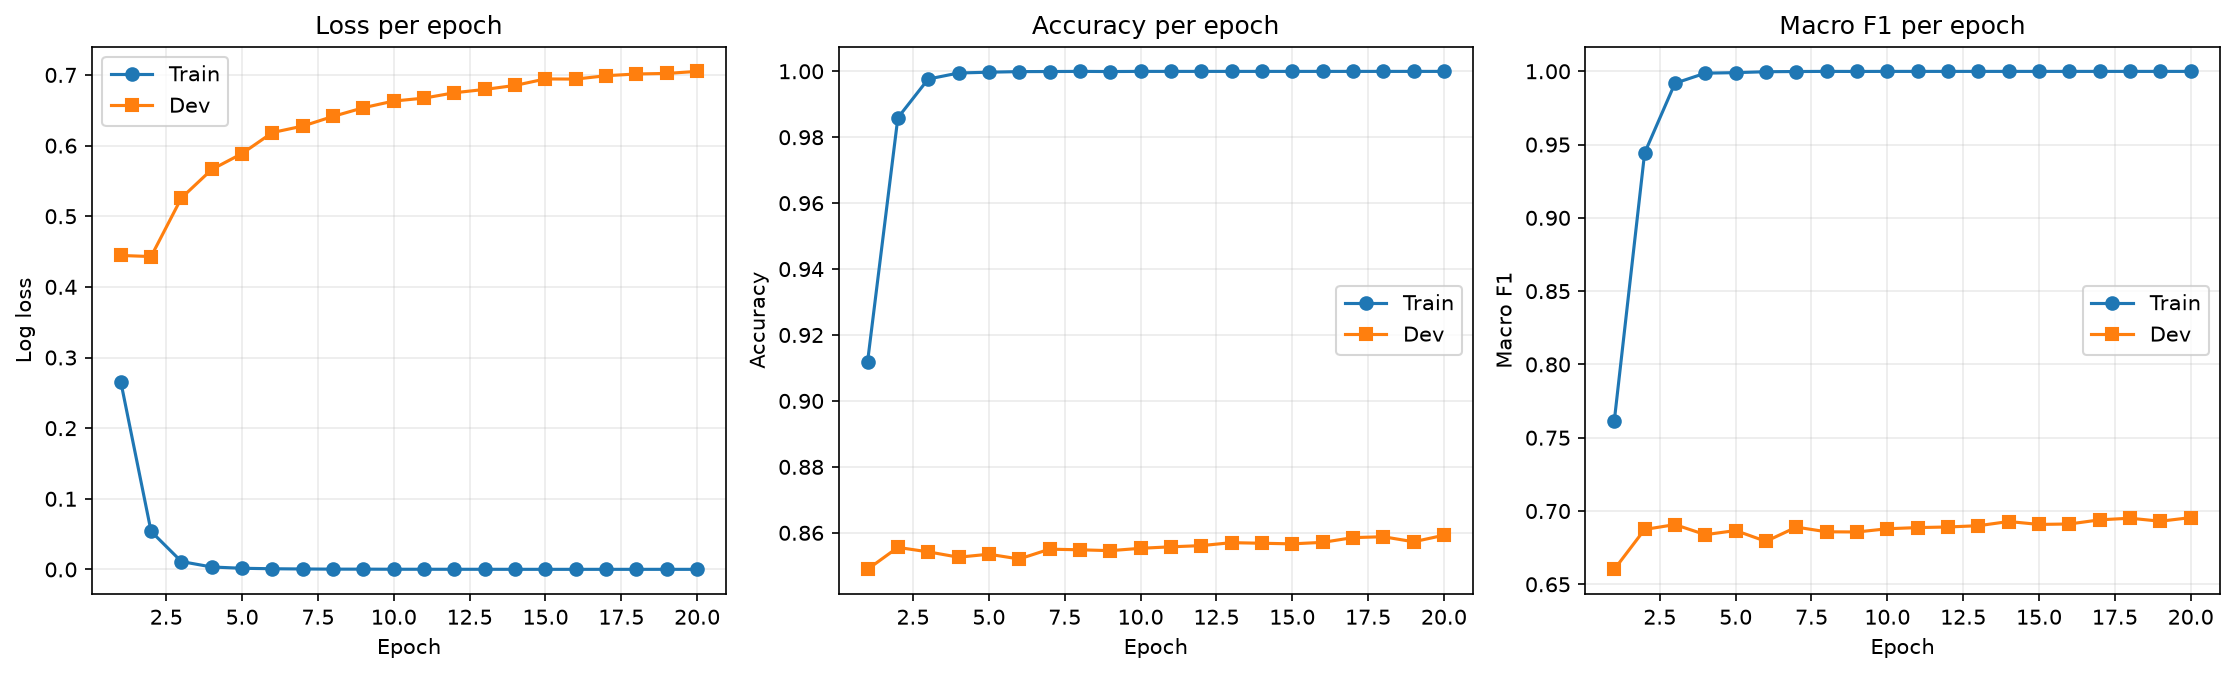 Loss per epoch
Train
Dev
0.7
0.6
0.5
0.4
0.3
0.2
0.1
0.0
Log loss
2.5 5.0 7.5 10.0 12.5 15.0 17.5 20.0
Epoch
Accuracy per epoch
Train
Dev
1.00
0.98
0.96
0.94
0.92
0.90
0.88
0.86
Accuracy
2.5 5.0 7.5 10.0 12.5 15.0 17.5 20.0
Epoch
Macro F1 per epoch
Train
Dev
1.00
0.95
0.90
0.85
0.80
0.75
0.70
0.65
Macro F1
2.5 5.0 7.5 10.0 12.5 15.0 17.5 20.0
Epoch